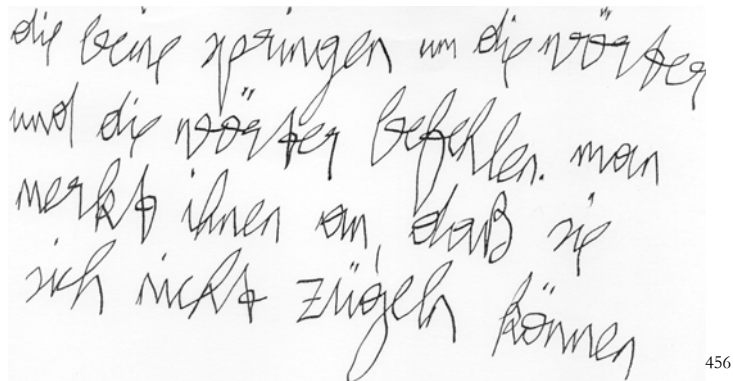 die beine springen um die wörter
und die wörter befehlen. man
merkt ihnen an, daß sie
sich nicht zügeln können
456